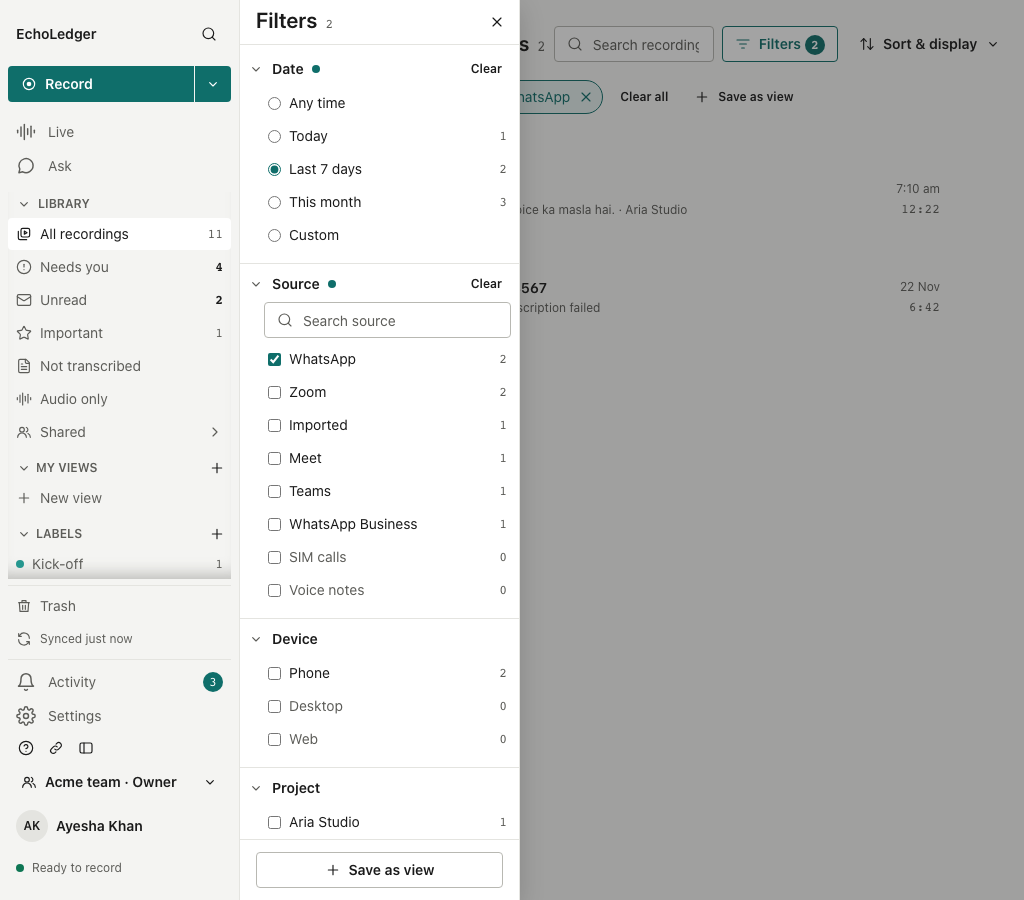 EchoLedger
Record
Live
Ask
LIBRARY
All recordings 11
Needs you 4
Unread 2
Important 1
Not transcribed
Audio only
Shared
MY VIEWS
New view
LABELS
Kick-off 1
Trash
Synced just now
Activity 3
Settings
Acme team · Owner
AK Ayesha Khan
Ready to record
Filters 2
Date Clear
Any time
Today 1
Last 7 days 2
This month 3
Custom
Source Clear
Search source
WhatsApp 2
Zoom 2
Imported 1
Meet 1
Teams 1
WhatsApp Business 1
SIM calls 0
Voice notes 0
Device
Phone 2
Desktop 0
Web 0
Project
Aria Studio 1
Save as view
2 Search recording Filters 2 Sort & display
Clear all Save as view
7:10 am
ka masla hai. · Aria Studio 12:22
567 22 Nov
failed 6:42